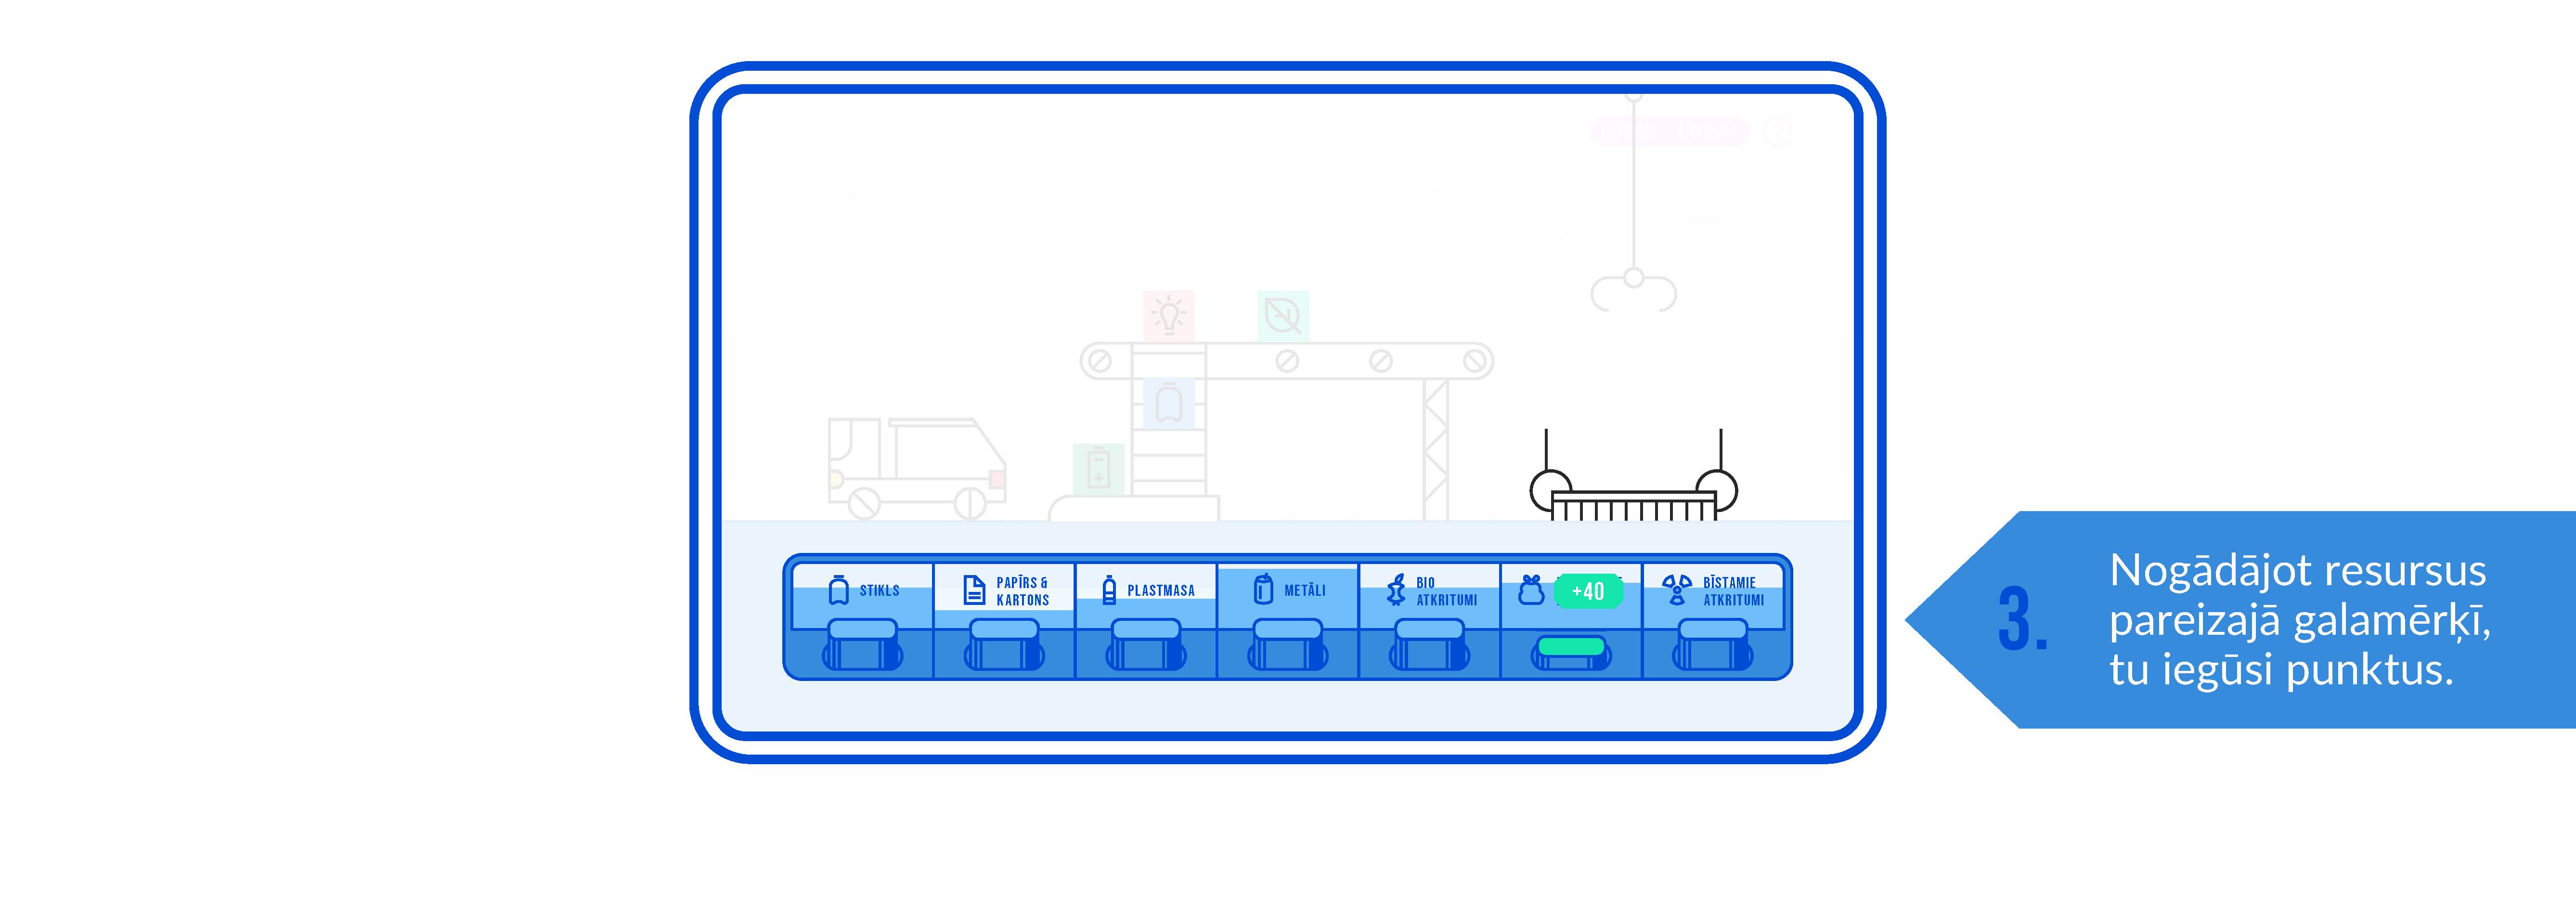 STIKLS
PAPĪRS &
KARTONS
PLASTMASA
METĀLI
BIO
ATKRITUMI
+40
BĪSTAMIE
ATKRITUMI
3.
Nogādājot resursus
pareizajā galamērķī,
tu iegūsi punktus.